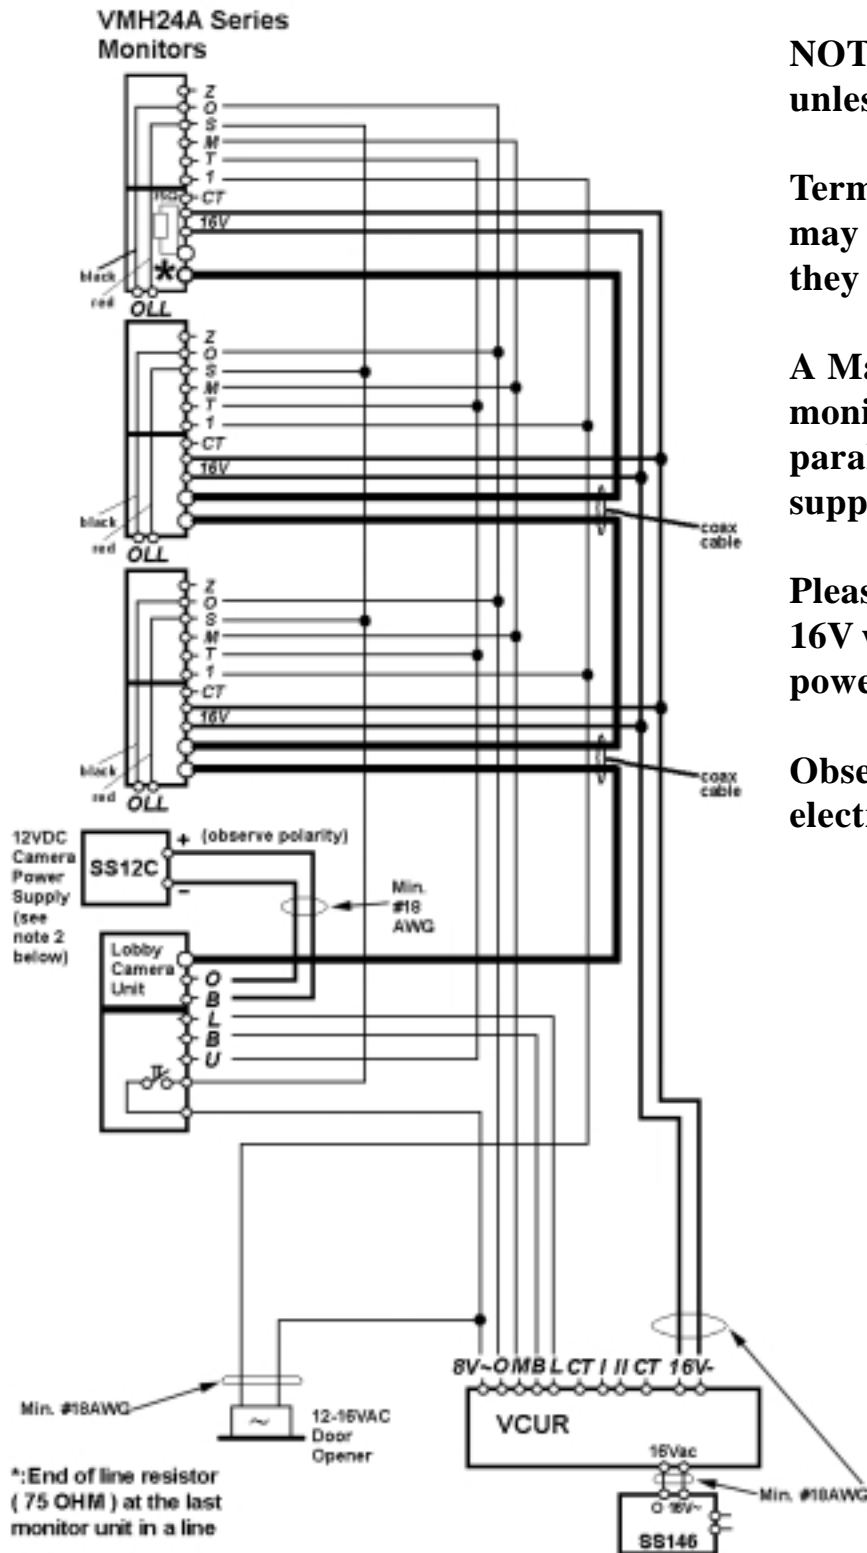 VMH24A Series
Monitors
NOT
unles
Term
may
they
A Ma
moni
paral
supp
Pleas
16V v
powe
Obse
electr
Z
O
S
M
T
1
CT
16V
75Ω
*
black
red
OLL
Z
O
S
M
T
1
CT
16V
black
red
OLL
coax
cable
Z
O
S
M
T
1
CT
16V
black
red
OLL
coax
cable
12VDC
Camera
Power
Supply
(see
note 2
below)
SS12C
+ (observe polarity)
–
Min.
#18
AWG
Lobby
Camera
Unit
O
B
L
B
U
8V~OMBLCT I II CT 16V~
VCUR
16Vac
Min. #18AWG
12-16VAC
Door
Opener
~
Min. #18AWG
O 16V~
SS146
*:End of line resistor
( 75 OHM ) at the last
monitor unit in a line